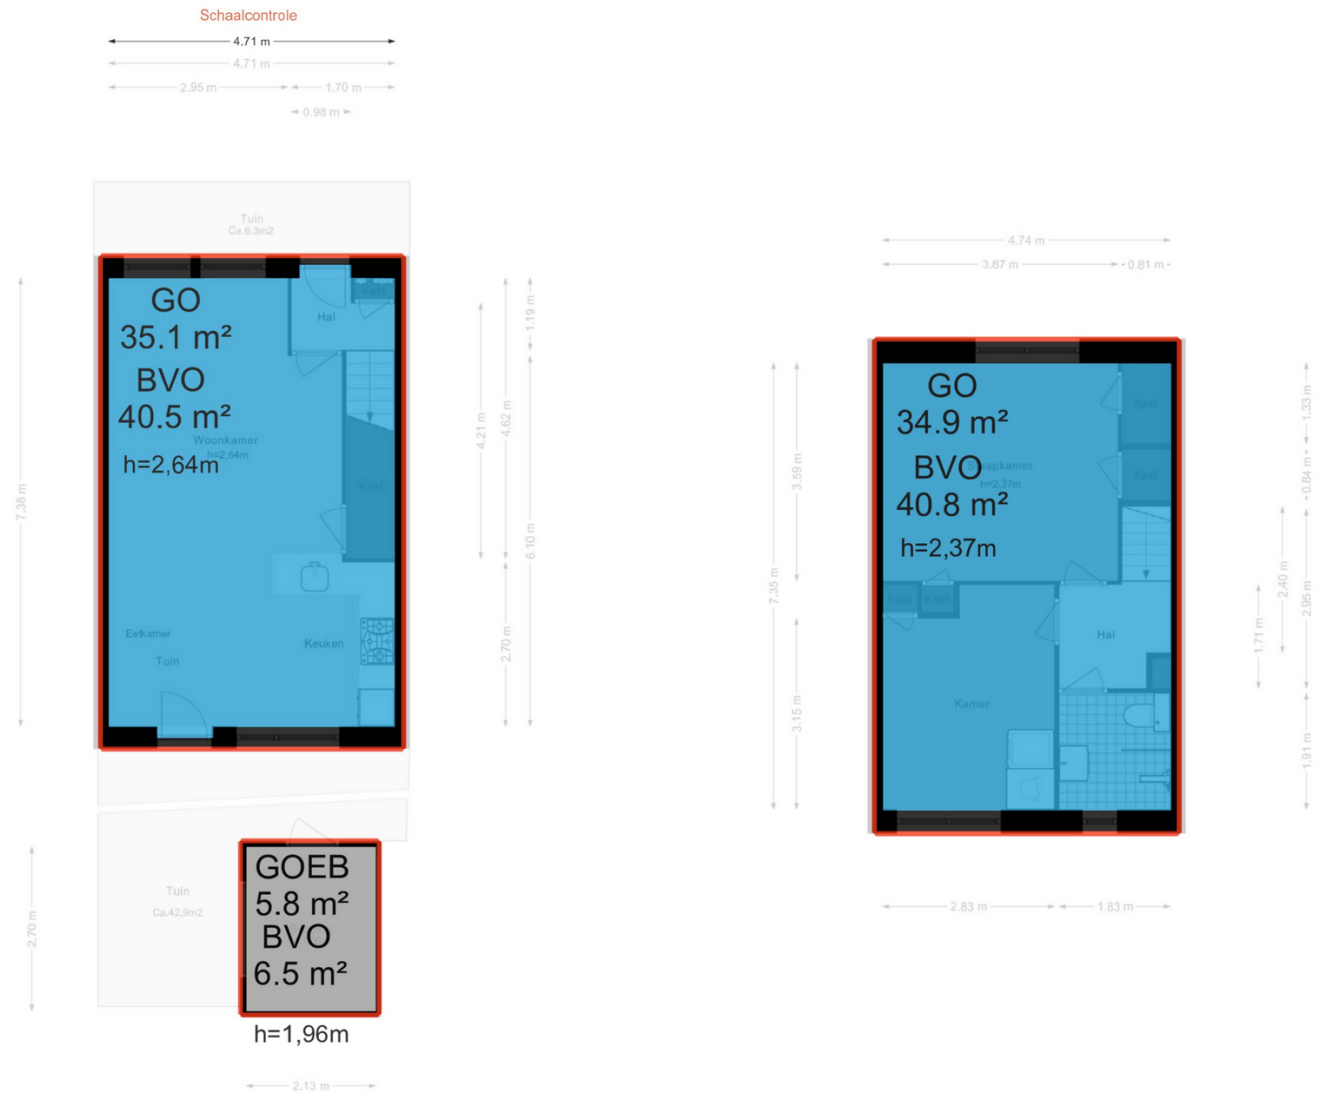 Schaalcontrole
4.71 m
4.71 m
2.95 m
1.70 m
0.98 m
Tuin
Ca.6.3m2
GO
35.1 m²
BVO
40.5 m²
Woonkamer
h=2,64m
h=2,64m
Hal
Kast
Kast
Eetkamer
Keuken
Tuin
7.38 m
4.21 m
4.62 m
2.70 m
1.19 m
6.10 m
Tuin
Ca.42,9m2
GOEB
5.8 m²
BVO
6.5 m²
h=1,96m
2.70 m
2.13 m
4.74 m
3.87 m
0.81 m
GO
34.9 m²
BVO
40.8 m²
Slaapkamer
h=2,37m
h=2,37m
Kast
Kast
Kast
Kast
Hal
Kamer
7.35 m
3.59 m
3.15 m
1.71 m
2.40 m
1.33 m
0.84 m
2.95 m
1.91 m
2.83 m
1.83 m